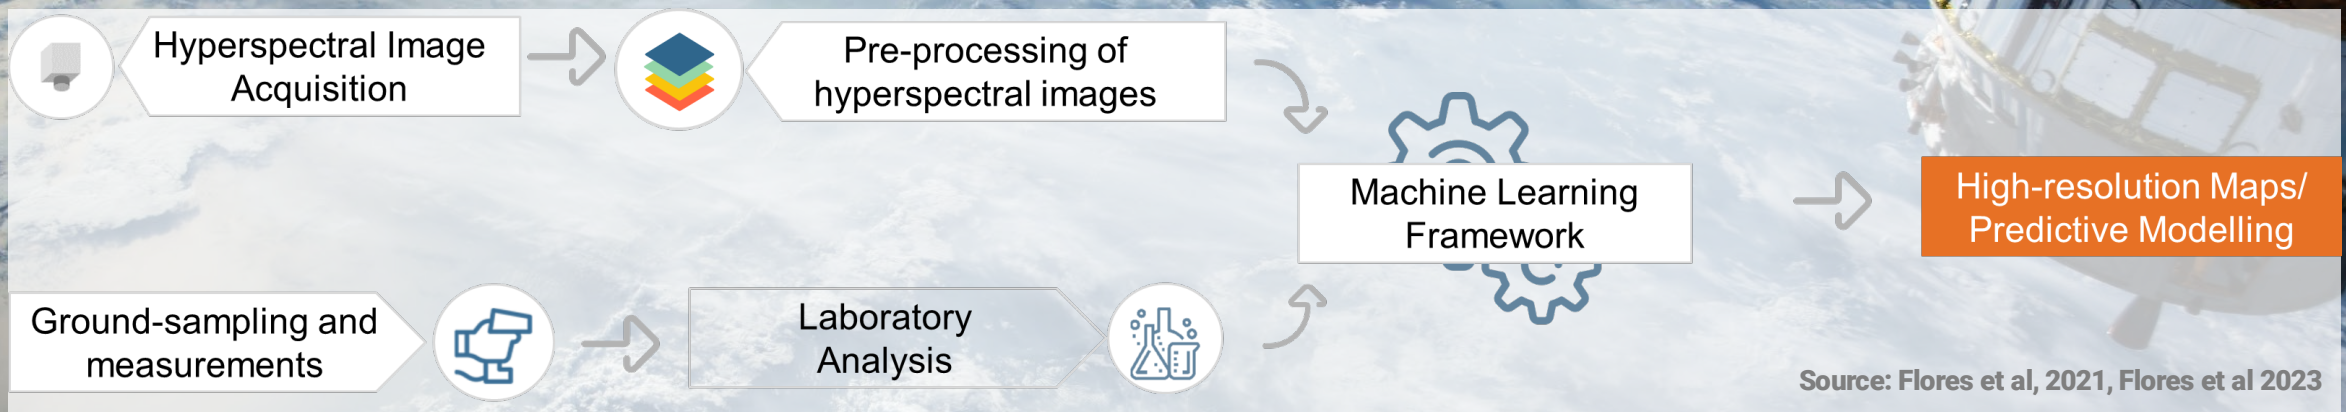 Hyperspectral Image
Acquisition
Pre-processing of
hyperspectral images
Machine Learning
Framework
High-resolution Maps/
Predictive Modelling
Ground-sampling and
measurements
Laboratory
Analysis
Source: Flores et al, 2021, Flores et al 2023